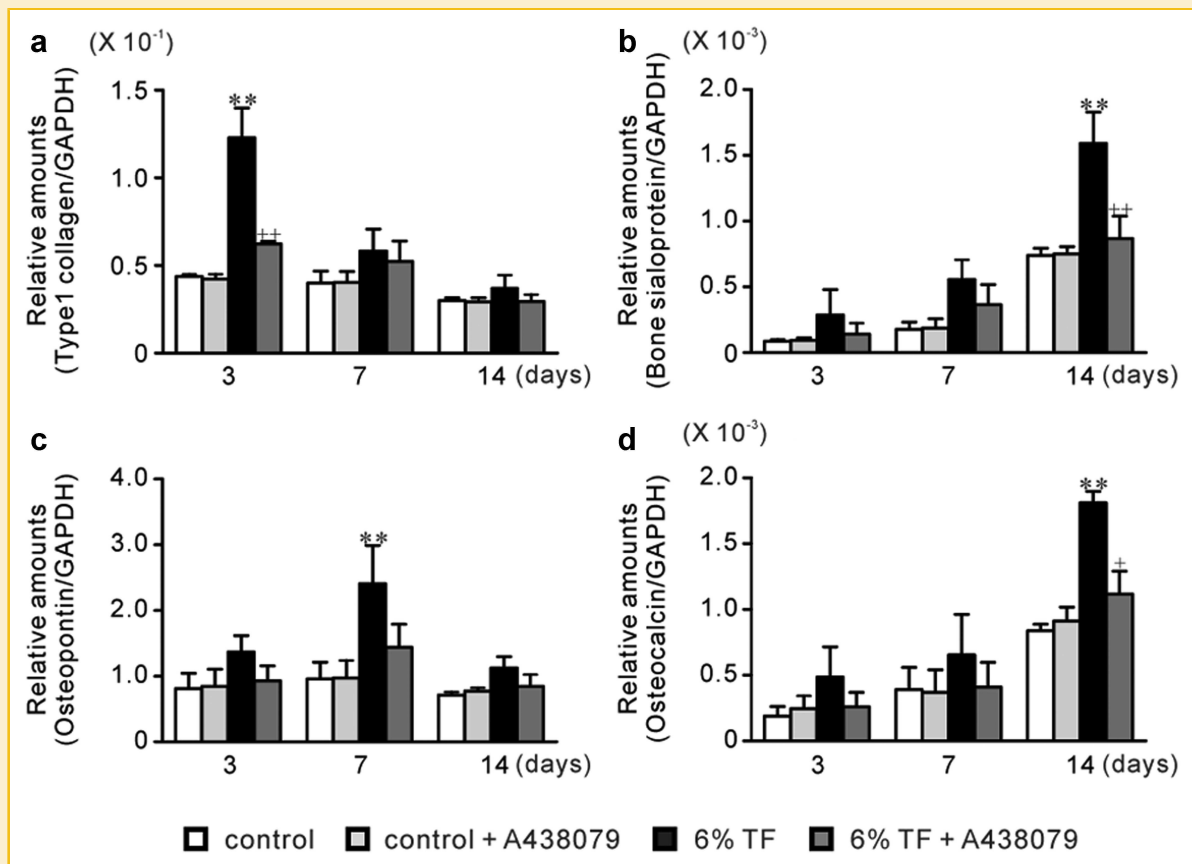 a (X 10⁻¹)
Relative amounts
(Type1 collagen/GAPDH)
1.5
1.0
0.5
0
**
++
3 7 14 (days)
b (X 10⁻³)
Relative amounts
(Bone sialoprotein/GAPDH)
2.0
1.5
1.0
0.5
0
**
++
3 7 14 (days)
c
Relative amounts
(Osteopontin/GAPDH)
4.0
3.0
2.0
1.0
0
**
3 7 14 (days)
d (X 10⁻³)
Relative amounts
(Osteocalcin/GAPDH)
2.0
1.5
1.0
0.5
0
**
+
3 7 14 (days)
control control + A438079 6% TF 6% TF + A438079